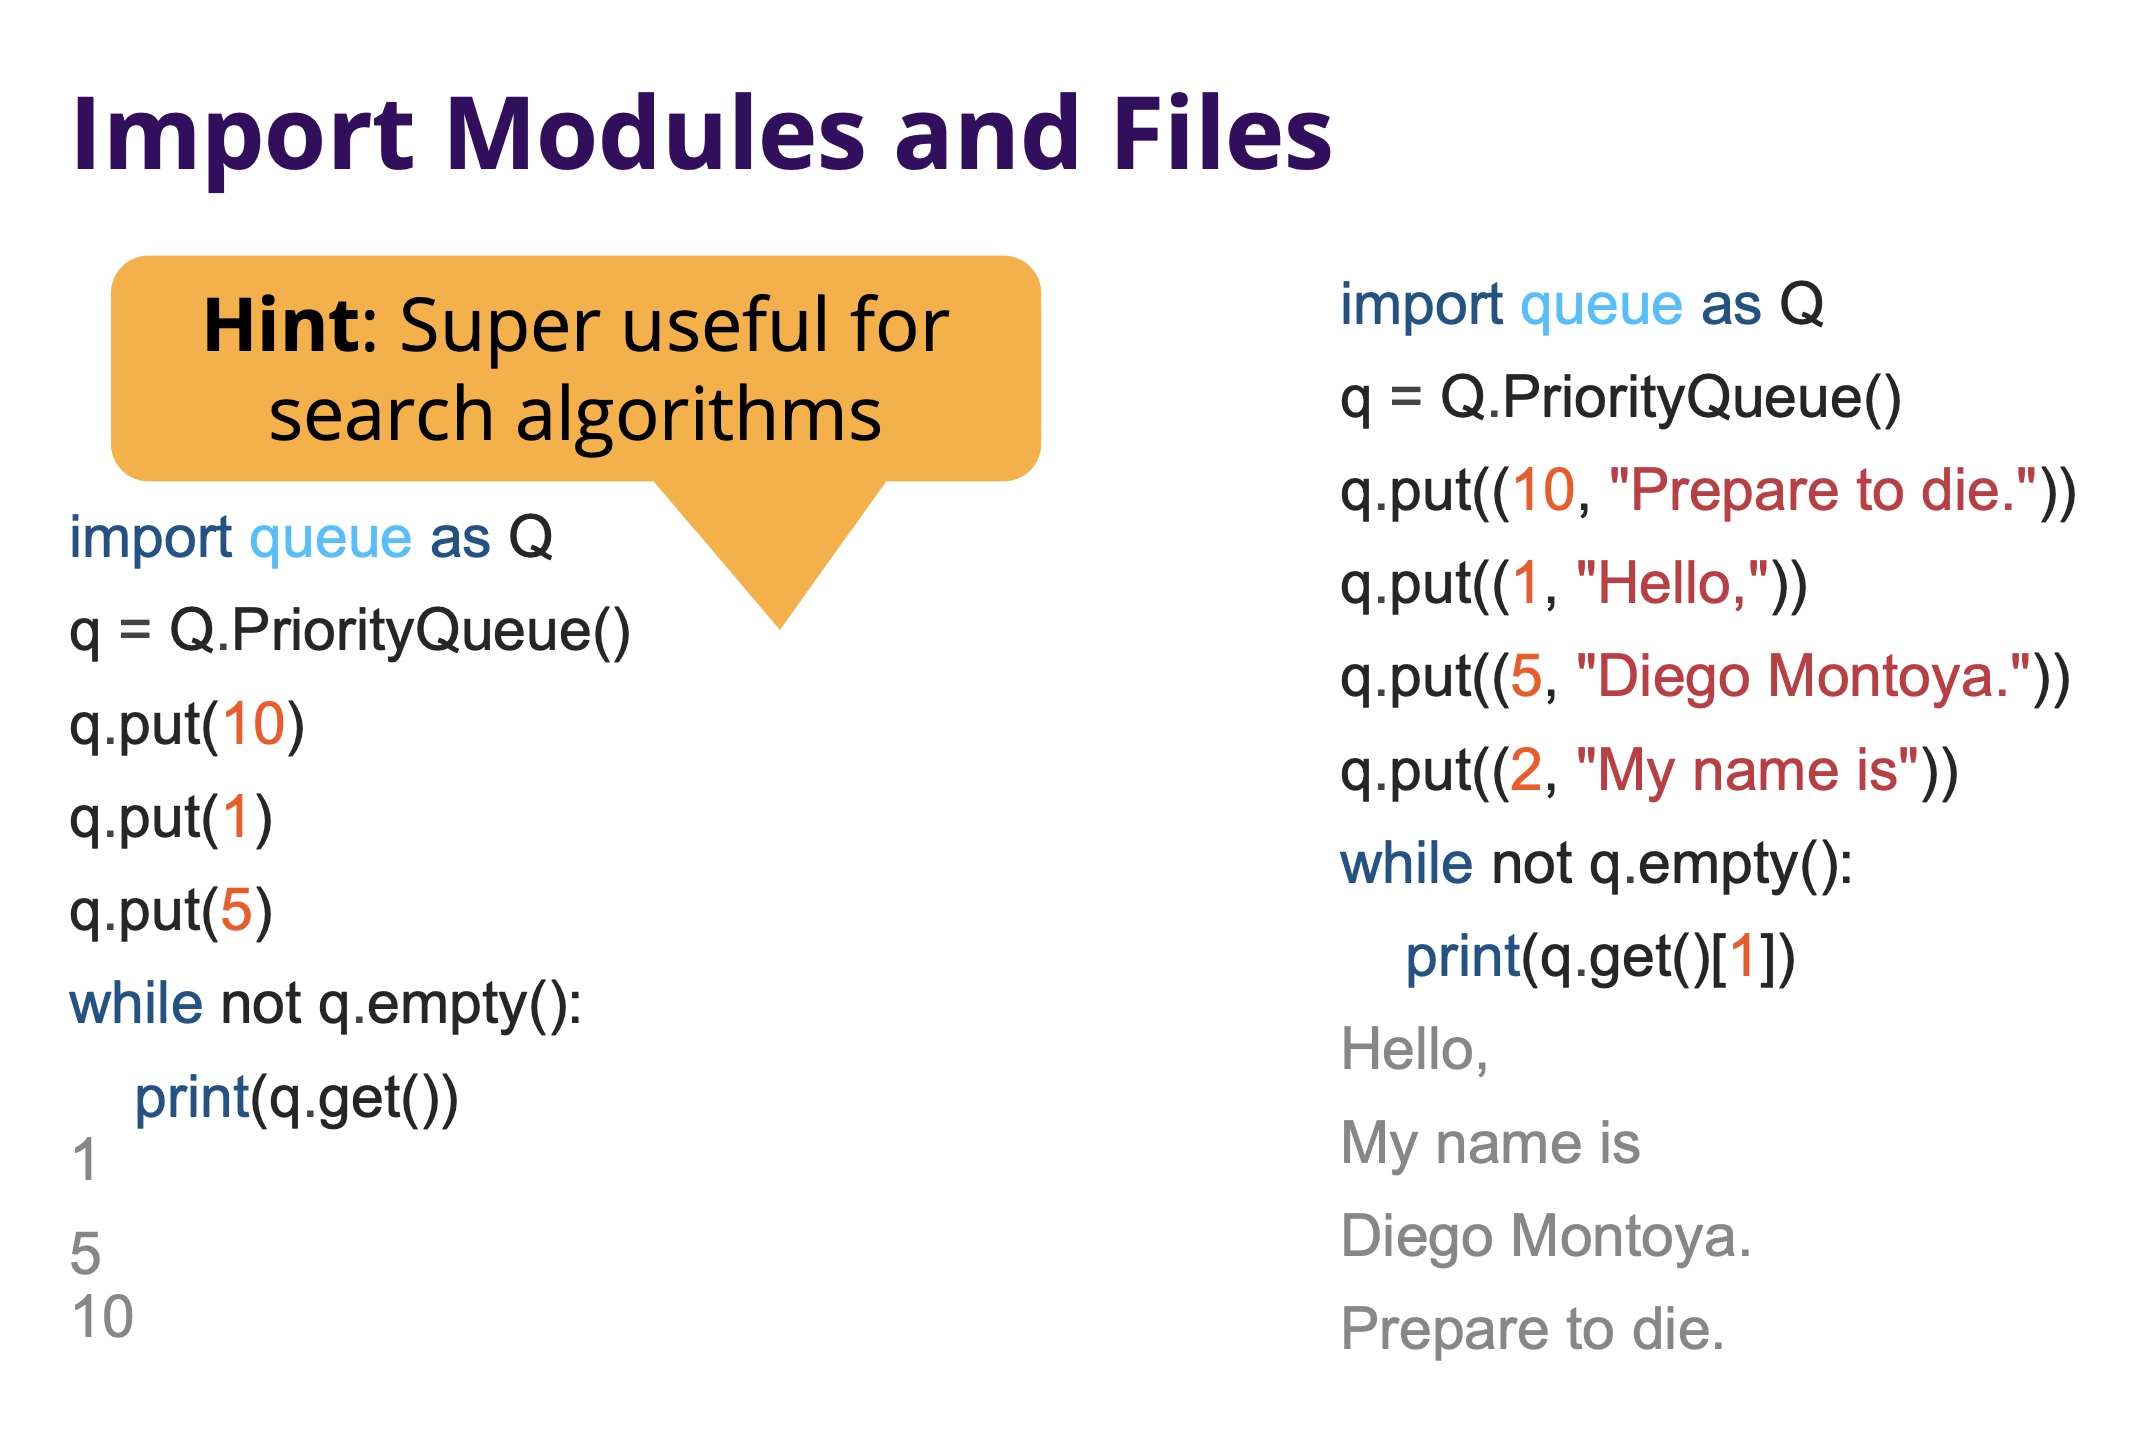 Import Modules and Files
Hint: Super useful for
search algorithms
import queue as Q
q = Q.PriorityQueue()
q.put(10)
q.put(1)
q.put(5)
while not q.empty():
    print(q.get())
1
5
10
import queue as Q
q = Q.PriorityQueue()
q.put((10, "Prepare to die."))
q.put((1, "Hello,"))
q.put((5, "Diego Montoya."))
q.put((2, "My name is"))
while not q.empty():
    print(q.get()[1])
Hello,
My name is
Diego Montoya.
Prepare to die.